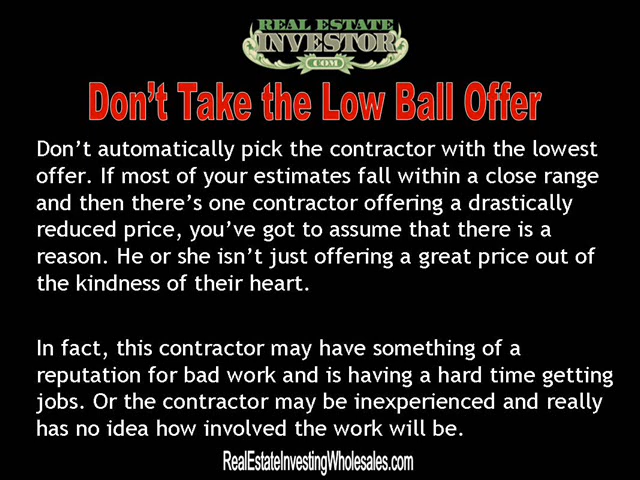 REAL ESTATE
INVESTOR
COM
Don't Take the Low Ball Offer
Don't automatically pick the contractor with the lowest
offer. If most of your estimates fall within a close range
and then there's one contractor offering a drastically
reduced price, you've got to assume that there is a
reason. He or she isn't just offering a great price out of
the kindness of their heart.
In fact, this contractor may have something of a
reputation for bad work and is having a hard time getting
jobs. Or the contractor may be inexperienced and really
has no idea how involved the work will be.
RealEstateInvestingWholesales.com